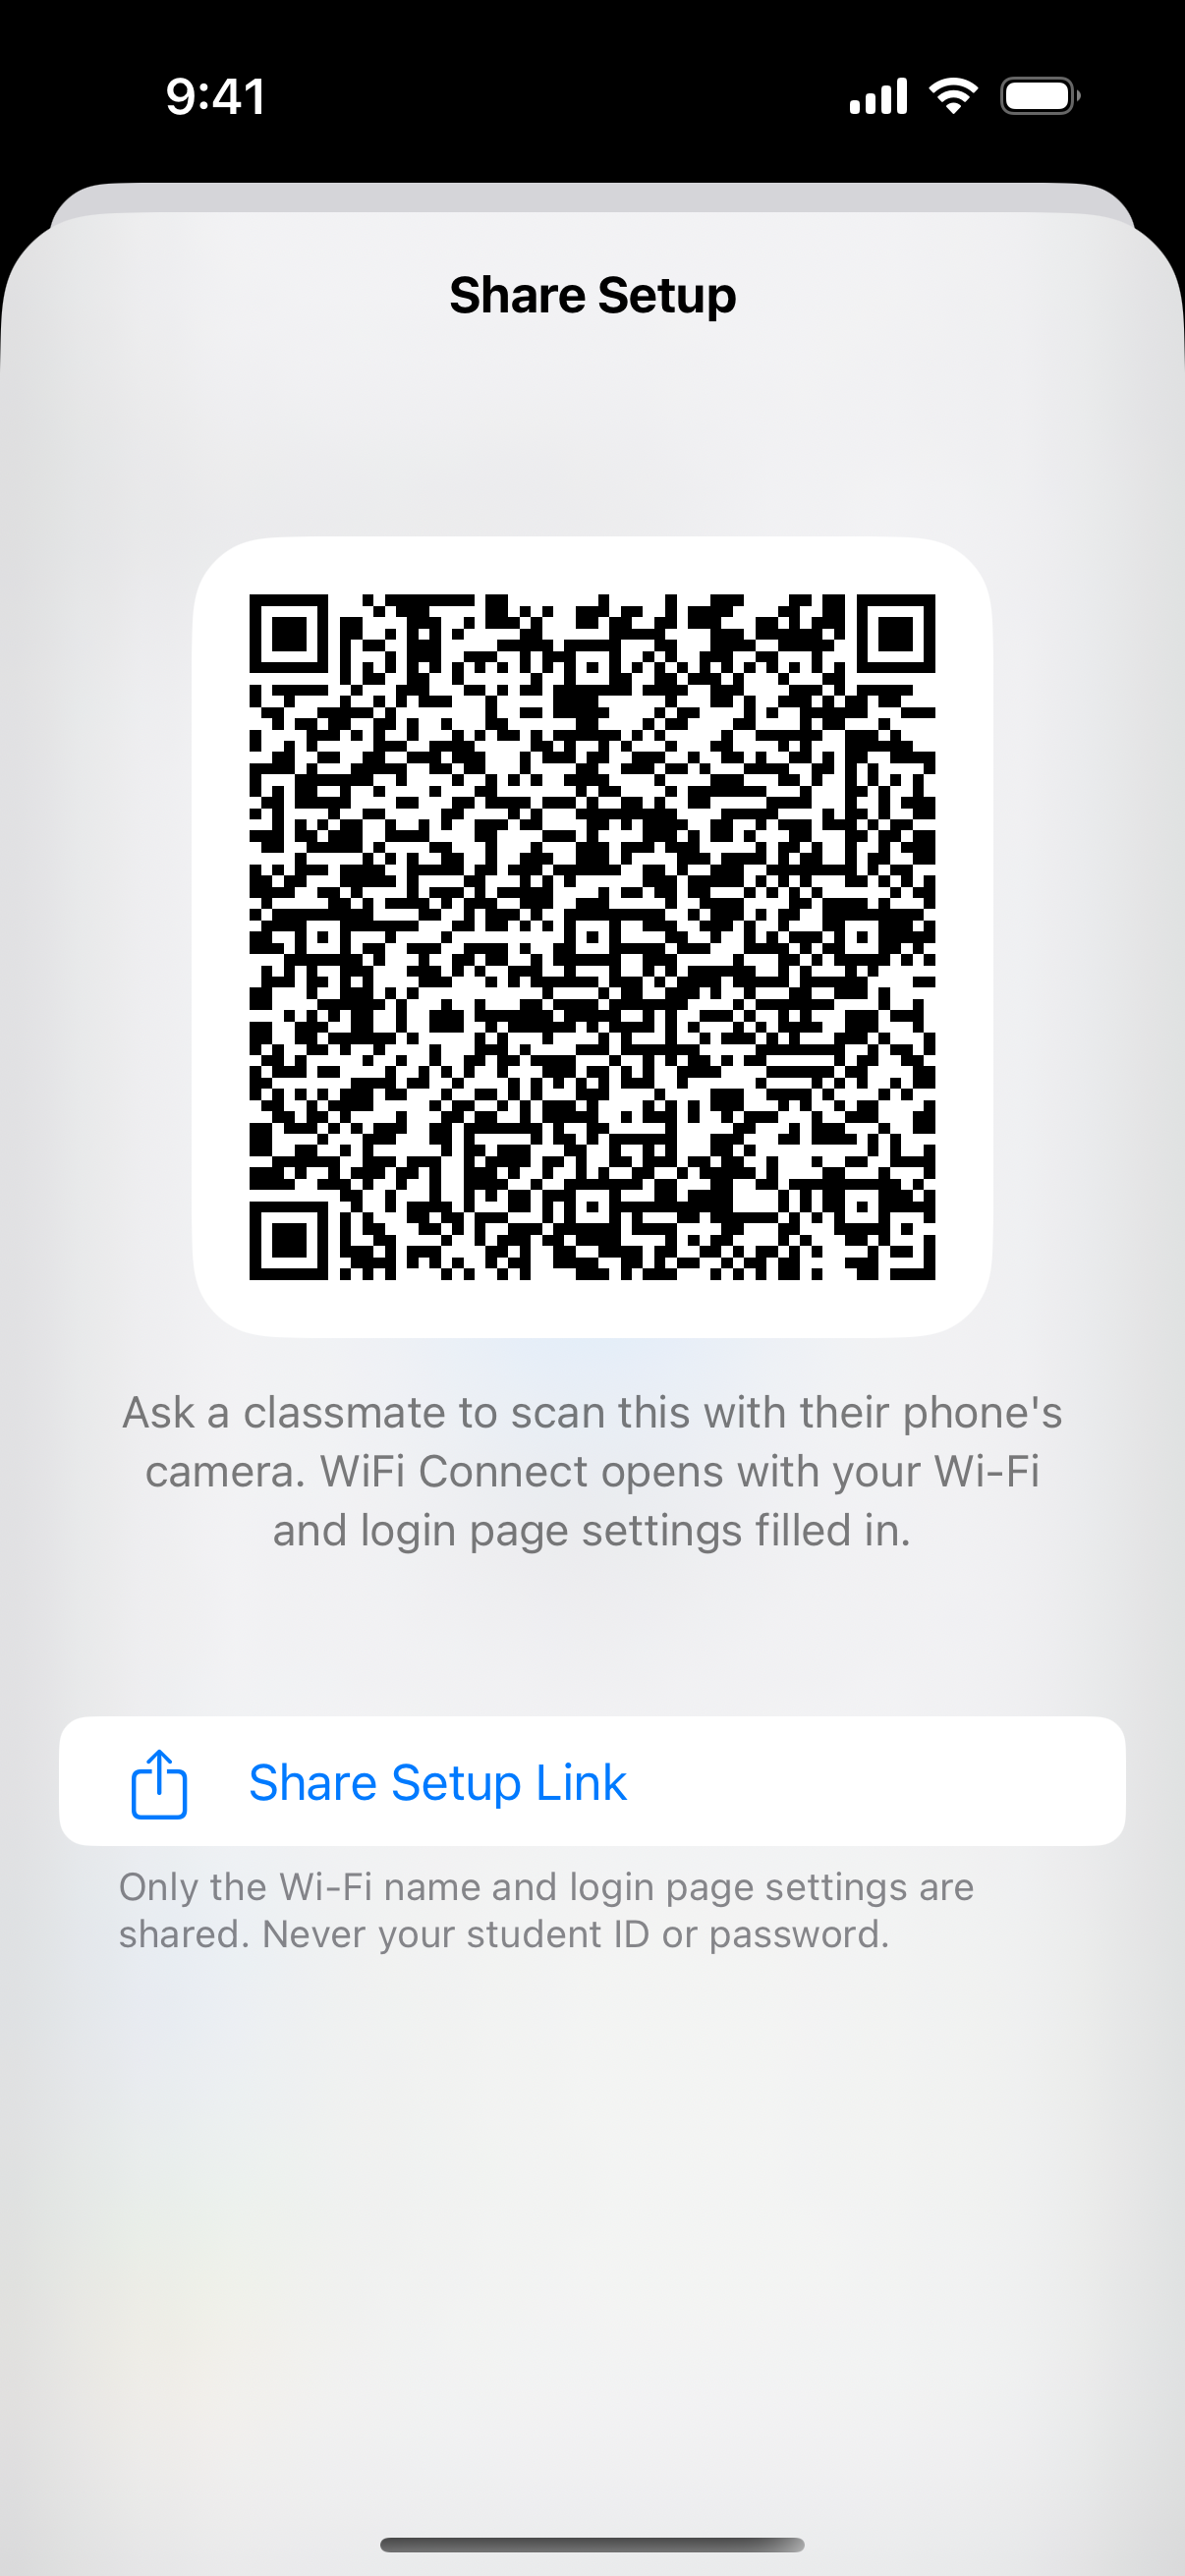 9:41
Share Setup
Ask a classmate to scan this with their phone's
camera. WiFi Connect opens with your Wi-Fi
and login page settings filled in.
Share Setup Link
Only the Wi-Fi name and login page settings are
shared. Never your student ID or password.